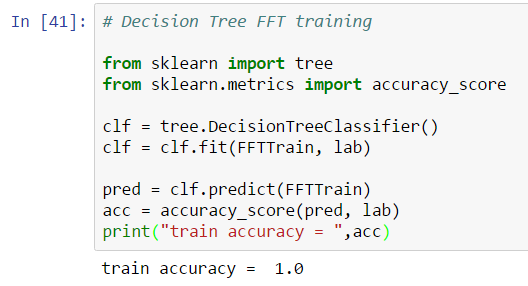 In [41]: # Decision Tree FFT training
from sklearn import tree
from sklearn.metrics import accuracy_score
clf = tree.DecisionTreeClassifier()
clf = clf.fit(FFTTrain, lab)
pred = clf.predict(FFTTrain)
acc = accuracy_score(pred, lab)
print("train accuracy = ",acc)
train accuracy =  1.0